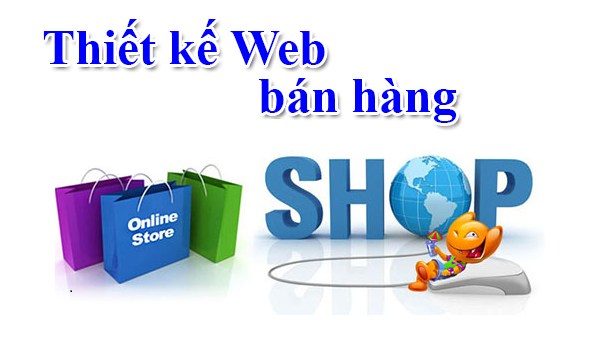 Thiết kế Web
bán hàng
Online
Store
SHOP